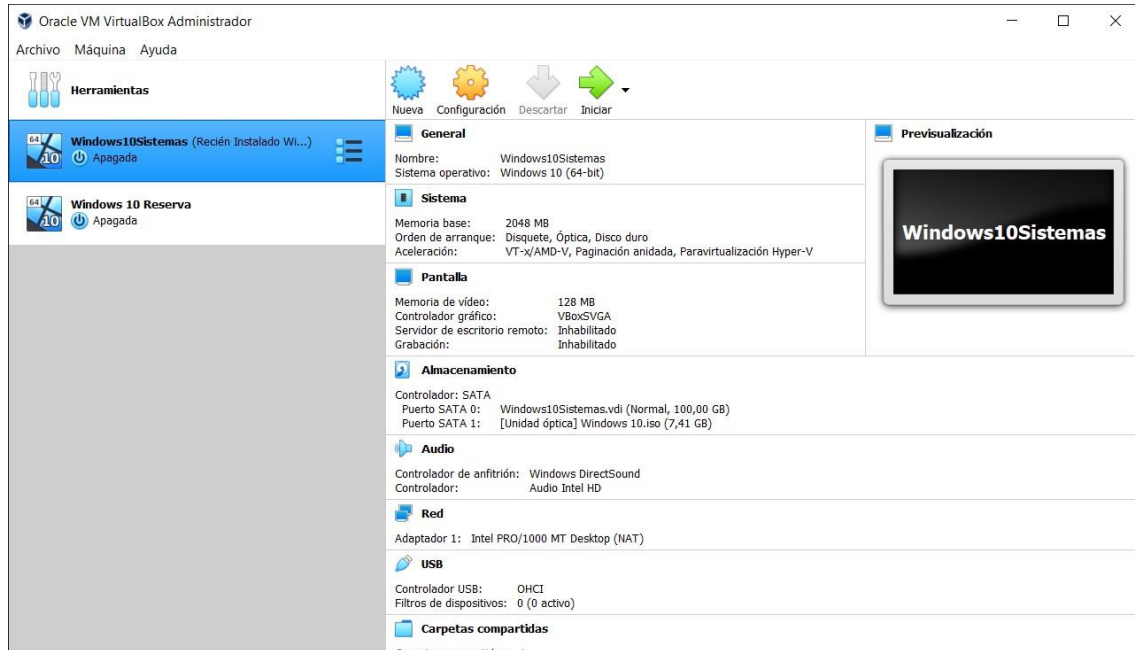 Oracle VM VirtualBox Administrador
Archivo Máquina Ayuda
Herramientas
Nueva Configuración Descartar Iniciar
64
10
Windows10Sistemas (Recién Instalado Wi...)
Apagada
64
10
Windows 10 Reserva
Apagada
General
Nombre: Windows10Sistemas
Sistema operativo: Windows 10 (64-bit)
Sistema
Memoria base: 2048 MB
Orden de arranque: Disquete, Óptica, Disco duro
Aceleración: VT-x/AMD-V, Paginación anidada, Paravirtualización Hyper-V
Pantalla
Memoria de vídeo: 128 MB
Controlador gráfico: VBoxSVGA
Servidor de escritorio remoto: Inhabilitado
Grabación: Inhabilitado
Previsualización
Windows10Sistemas
Almacenamiento
Controlador: SATA
Puerto SATA 0: Windows10Sistemas.vdi (Normal, 100,00 GB)
Puerto SATA 1: [Unidad óptica] Windows 10.iso (7,41 GB)
Audio
Controlador de anfitrión: Windows DirectSound
Controlador: Audio Intel HD
Red
Adaptador 1: Intel PRO/1000 MT Desktop (NAT)
USB
Controlador USB: OHCI
Filtros de dispositivos: 0 (0 activo)
Carpetas compartidas